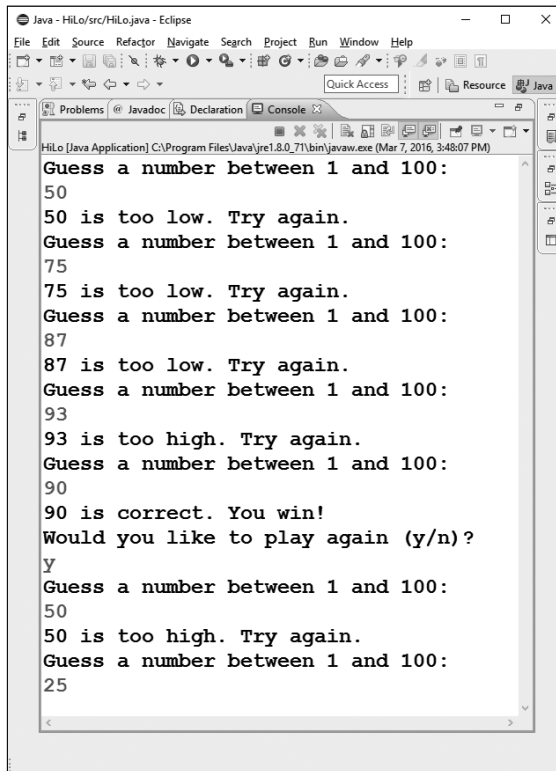 Java - HiLo/src/HiLo.java - Eclipse
File Edit Source Refactor Navigate Search Project Run Window Help
Quick Access Resource Java
Problems @ Javadoc Declaration Console
HiLo [Java Application] C:\Program Files\Java\jre1.8.0_71\bin\javaw.exe (Mar 7, 2016, 3:48:07 PM)
Guess a number between 1 and 100:
50
50 is too low. Try again.
Guess a number between 1 and 100:
75
75 is too low. Try again.
Guess a number between 1 and 100:
87
87 is too low. Try again.
Guess a number between 1 and 100:
93
93 is too high. Try again.
Guess a number between 1 and 100:
90
90 is correct. You win!
Would you like to play again (y/n)?
y
Guess a number between 1 and 100:
50
50 is too high. Try again.
Guess a number between 1 and 100:
25